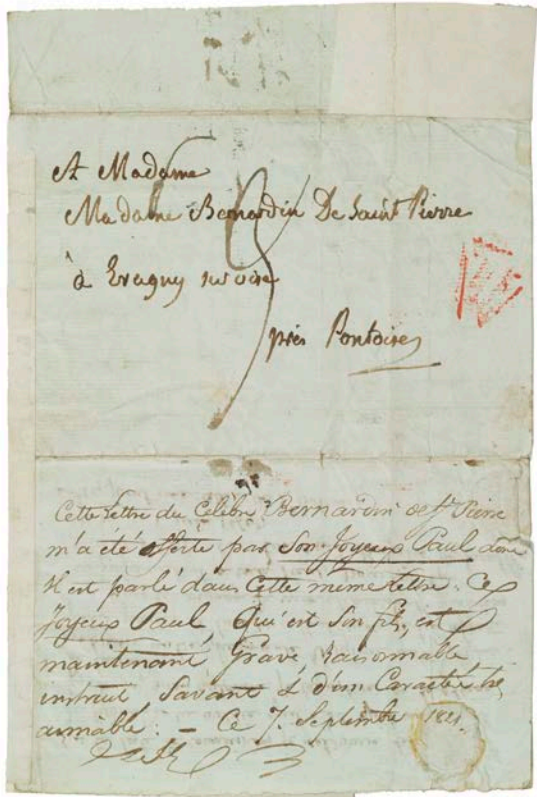 A Madame
Madame Bernardin De Saint Pierre
à Eragny sur oise
près Pontoise
Cette Lettre du Célèbre Bernardin de St. Pierre
m'a été offerte par Son Joyeux Paul dont
Il est parlé dans Cette même lettre. Ce
Joyeux Paul, Qui est Son fils, est
maintenant Grave, Raisonnable
instruit, Savant & d'un Caractère très
aimable. – Ce 7. Septembre 1821.